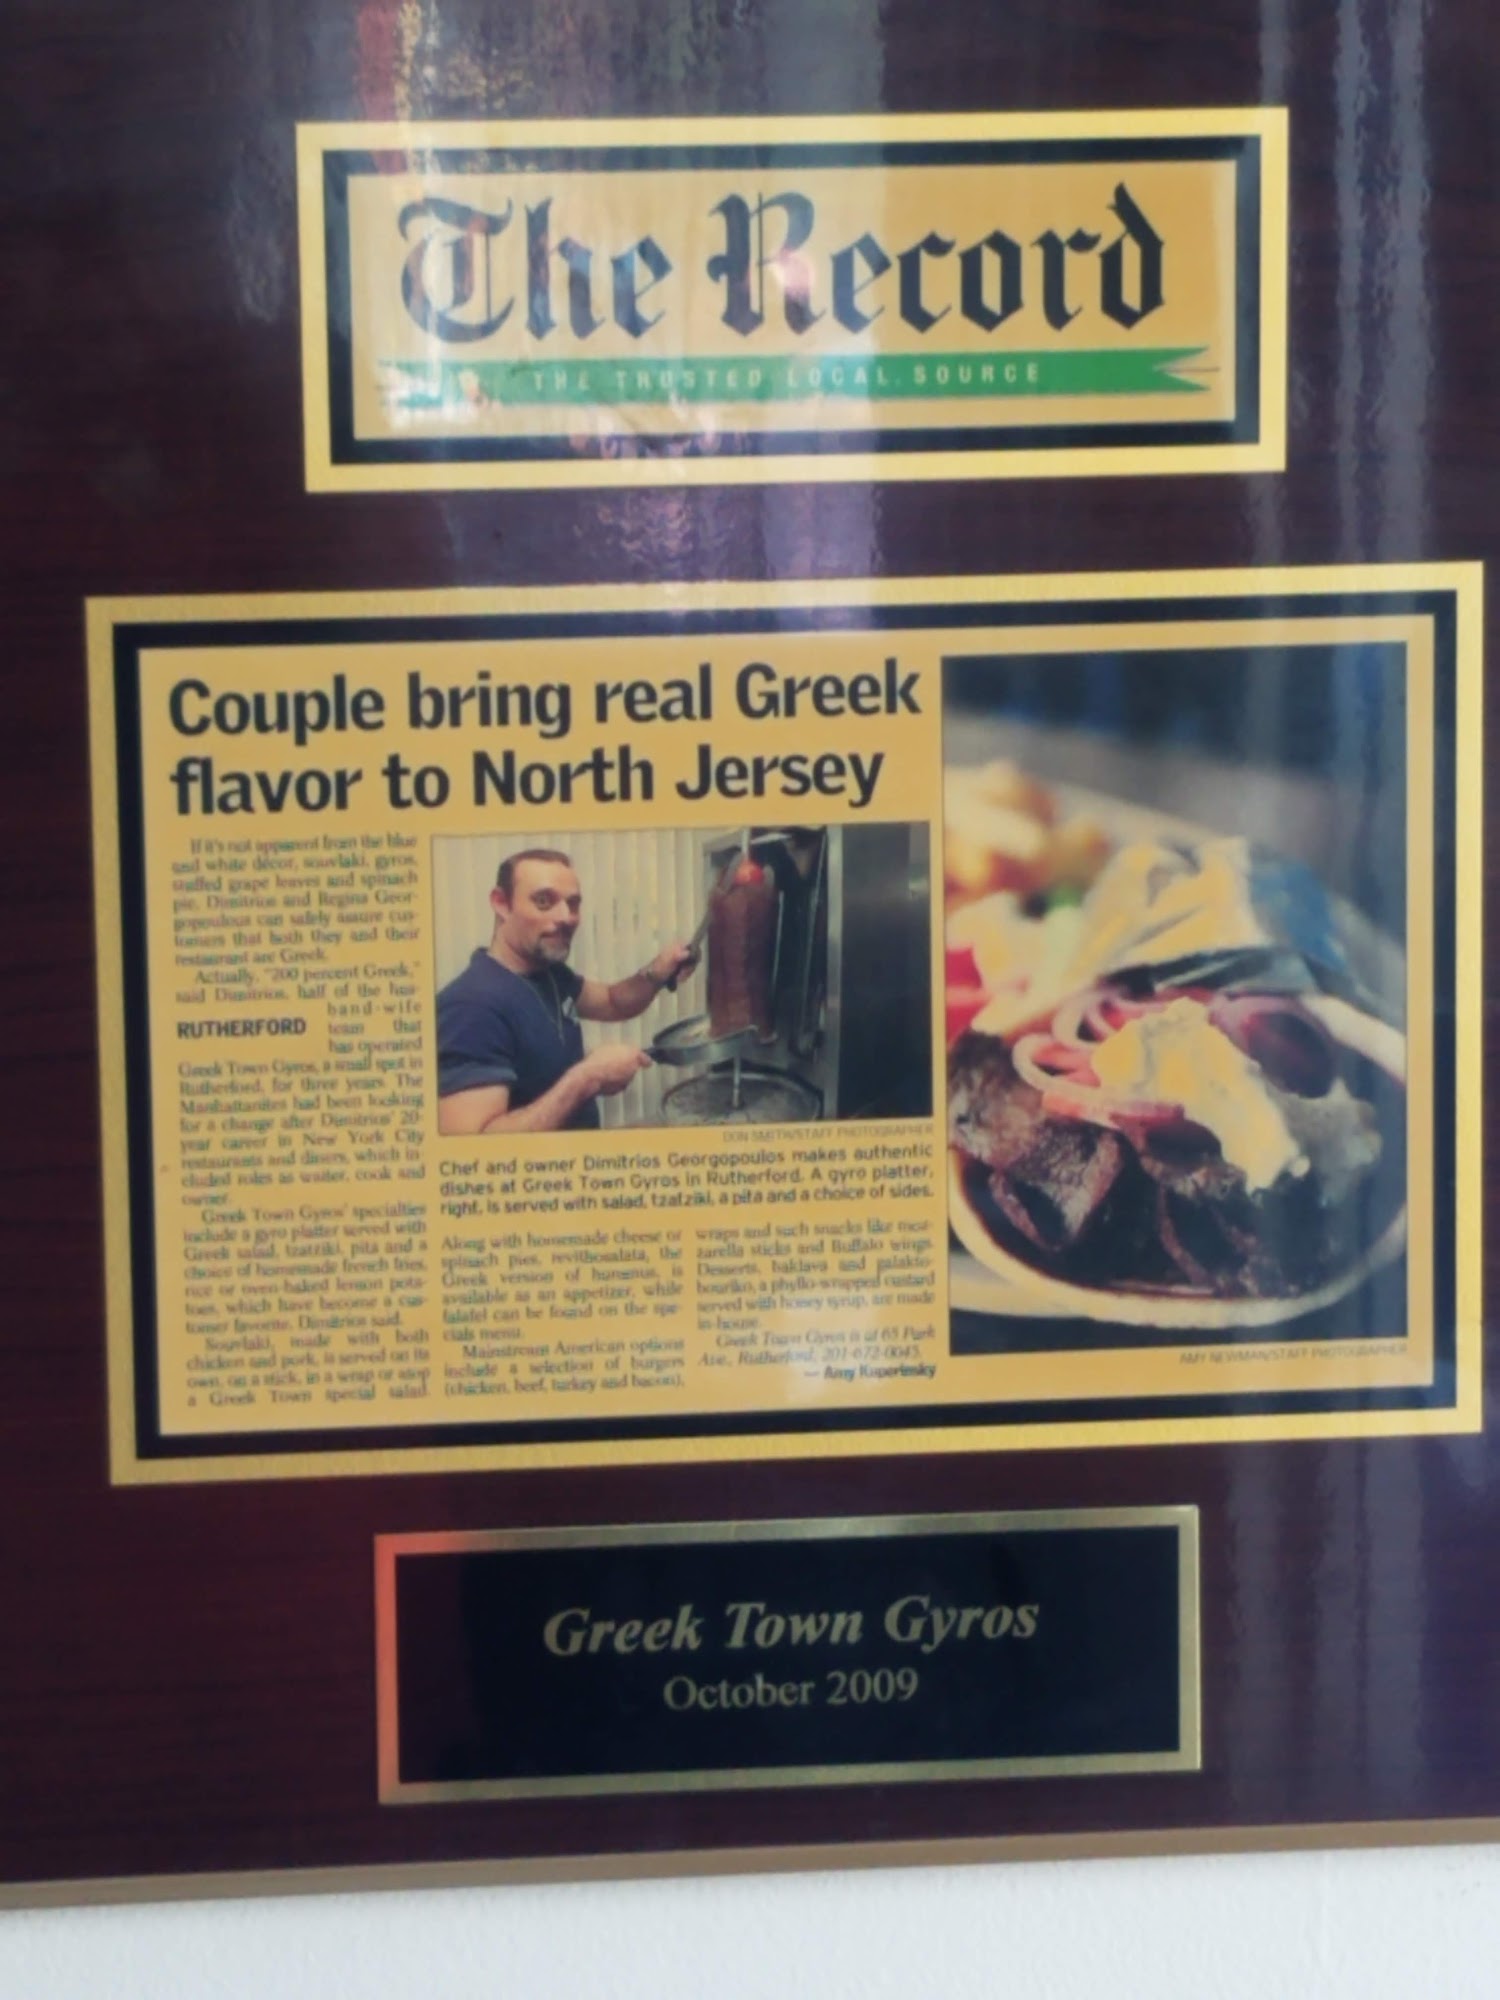 The Record
THE TRUSTED LOCAL SOURCE
Couple bring real Greek
flavor to North Jersey
If it's not apparent from the blue
and white décor, souvlaki, gyros,
stuffed grape leaves and spinach
pie, Dimitrios and Regina Geor-
gopoulous can safely assure cus-
tomers that both they and their
restaurant are Greek.
Actually, "200 percent Greek,"
said Dimitrios, half of the hus-
band-wife
RUTHERFORD team that
has operated
Greek Town Gyros, a small spot in
Rutherford, for three years. The
Manhattanites had been looking
for a change after Dimitrios' 20-
year career in New York City
restaurants and diners, which in-
cluded roles as waiter, cook and
owner.
Greek Town Gyros' specialties
include a gyro platter served with
Greek salad, tzatziki, pita and a
choice of homemade french fries,
rice or oven-baked lemon pota-
toes, which have become a cus-
tomer favorite, Dimitrios said.
Souvlaki, made with both
chicken and pork, is served on its
own, on a stick, in a wrap or atop
a Greek Town special salad.
DON SMITH/STAFF PHOTOGRAPHER
Chef and owner Dimitrios Georgopoulos makes authentic
dishes at Greek Town Gyros in Rutherford. A gyro platter,
right, is served with salad, tzatziki, a pita and a choice of sides.
Along with homemade cheese or
spinach pies, revithosalata, the
Greek version of hummus, is
available as an appetizer, while
falafel can be found on the spe-
cials menu.
Mainstream American options
include a selection of burgers
(chicken, beef, turkey and bacon),
wraps and such snacks like moz-
zarella sticks and Buffalo wings.
Desserts, baklava and galakto-
bouriko, a phyllo-wrapped custard
served with honey syrup, are made
in-house.
Greek Town Gyros is at 65 Park
Ave., Rutherford; 201-672-0045.
— Amy Kuperinsky
AMY NEWMAN/STAFF PHOTOGRAPHER
Greek Town Gyros
October 2009